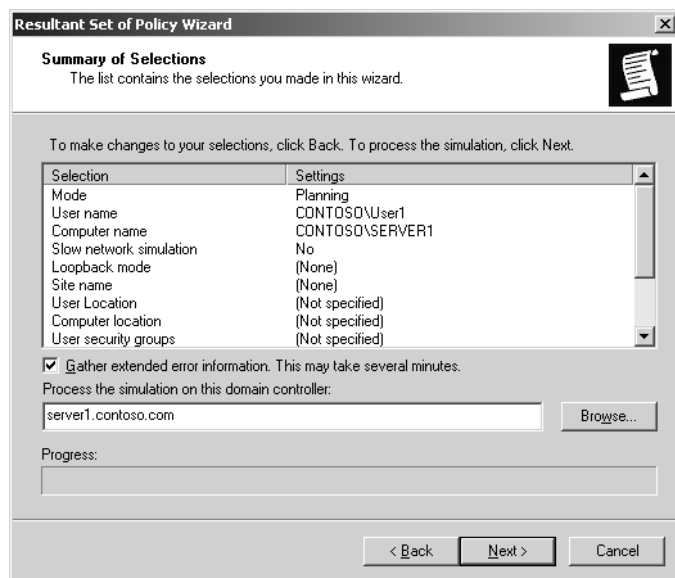 Resultant Set of Policy Wizard
Summary of Selections
The list contains the selections you made in this wizard.
To make changes to your selections, click Back. To process the simulation, click Next.
Selection Settings
Mode Planning
User name CONTOSO\User1
Computer name CONTOSO\SERVER1
Slow network simulation No
Loopback mode (None)
Site name (None)
User Location (Not specified)
Computer location (Not specified)
User security groups (Not specified)
Gather extended error information. This may take several minutes.
Process the simulation on this domain controller:
server1.contoso.com
Browse...
Progress:
< Back Next > Cancel